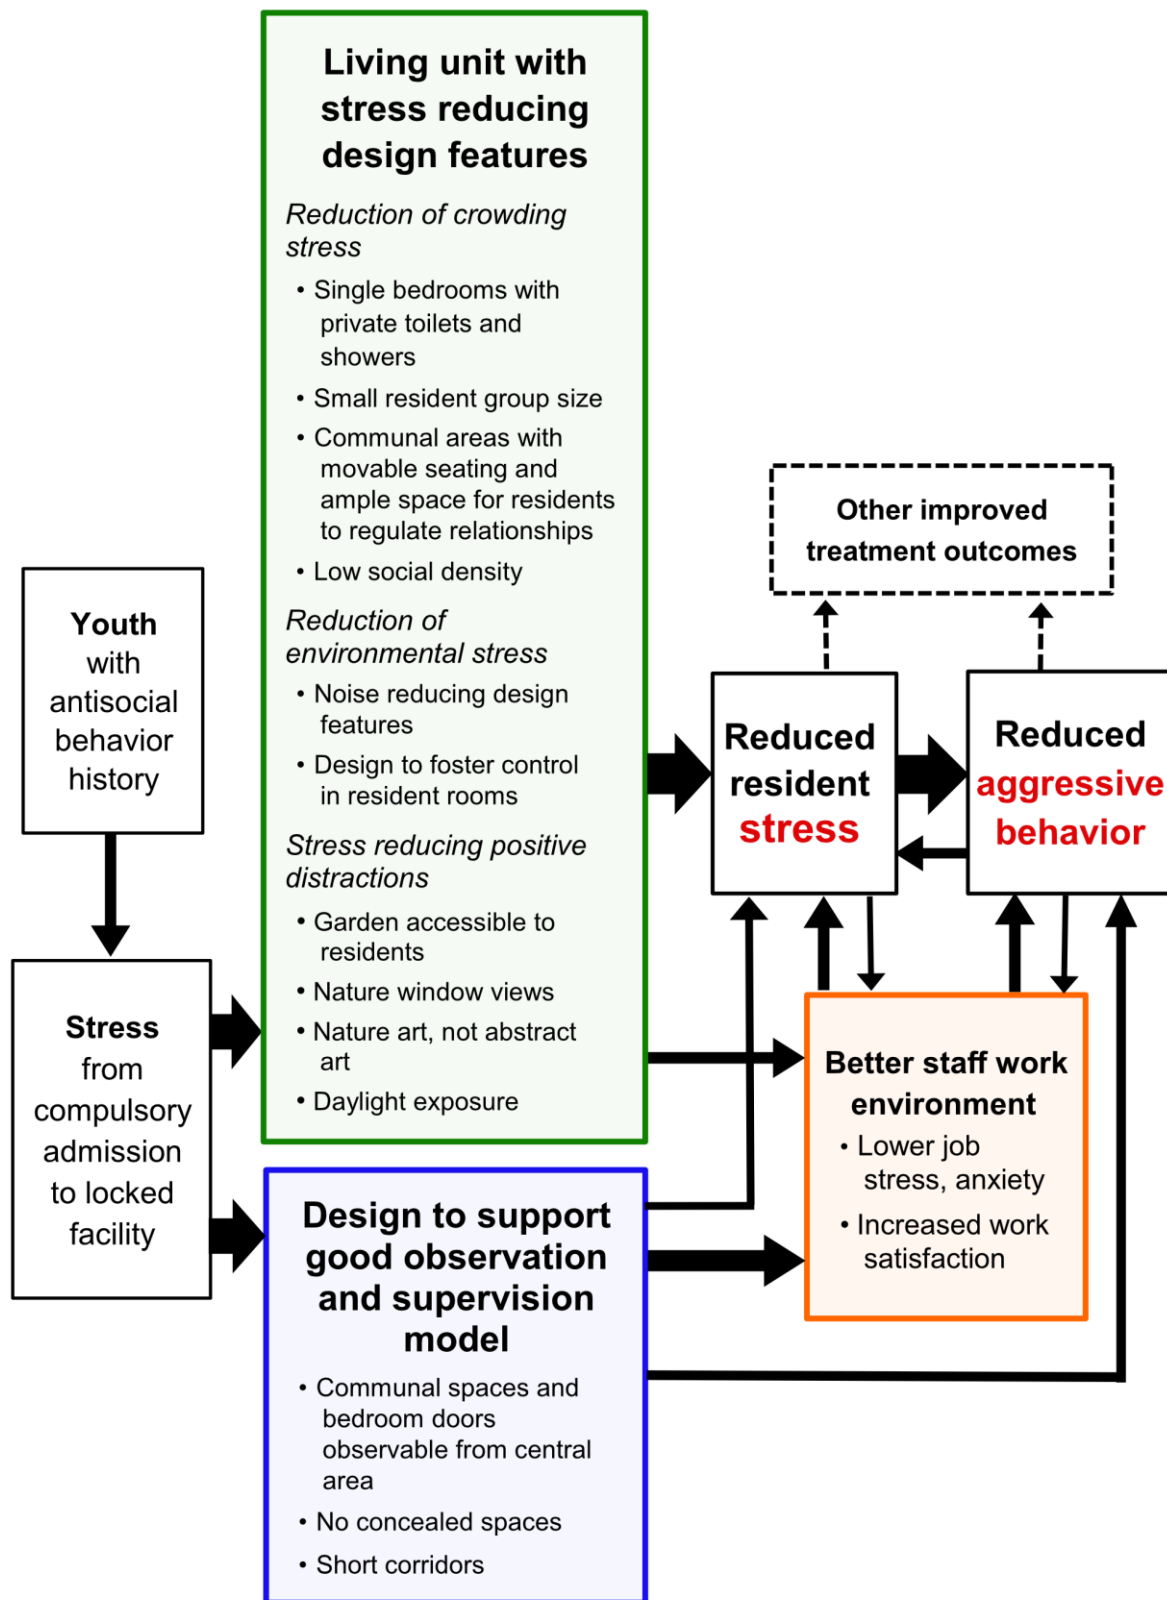 Living unit with
stress reducing
design features
Reduction of crowding
stress
• Single bedrooms with
private toilets and
showers
• Small resident group size
• Communal areas with
movable seating and
ample space for residents
to regulate relationships
• Low social density
Reduction of
environmental stress
• Noise reducing design
features
• Design to foster control
in resident rooms
Stress reducing positive
distractions
• Garden accessible to
residents
• Nature window views
• Nature art, not abstract
art
• Daylight exposure
Youth
with
antisocial
behavior
history
Stress
from
compulsory
admission
to locked
facility
Design to support
good observation
and supervision
model
• Communal spaces and
bedroom doors
observable from central
area
• No concealed spaces
• Short corridors
Other improved
treatment outcomes
Reduced
resident
stress
Reduced
aggressive
behavior
Better staff work
environment
• Lower job
stress, anxiety
• Increased work
satisfaction